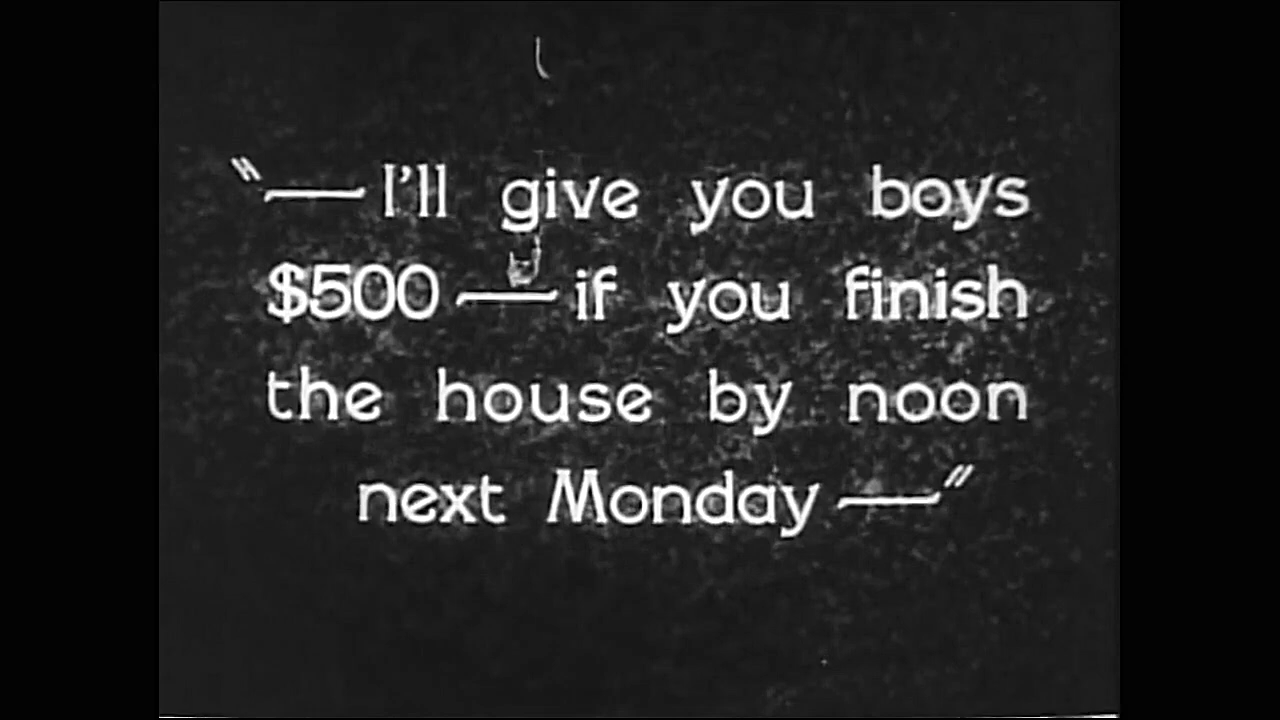 "—I'll give you boys
$500—if you finish
the house by noon
next Monday—"